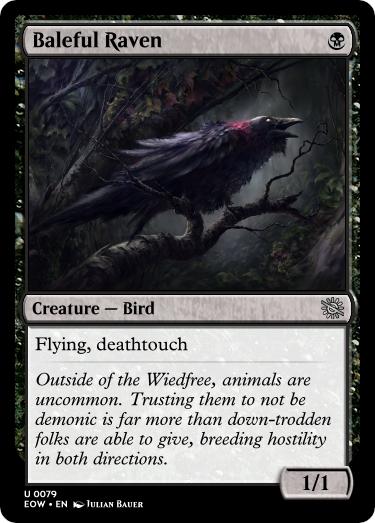 Baleful Raven
Creature — Bird
Flying, deathtouch
Outside of the Wiedfree, animals are
uncommon. Trusting them to not be
demonic is far more than down-trodden
folks are able to give, breeding hostility
in both directions.
1/1
U 0079
EOW • EN Julian Bauer